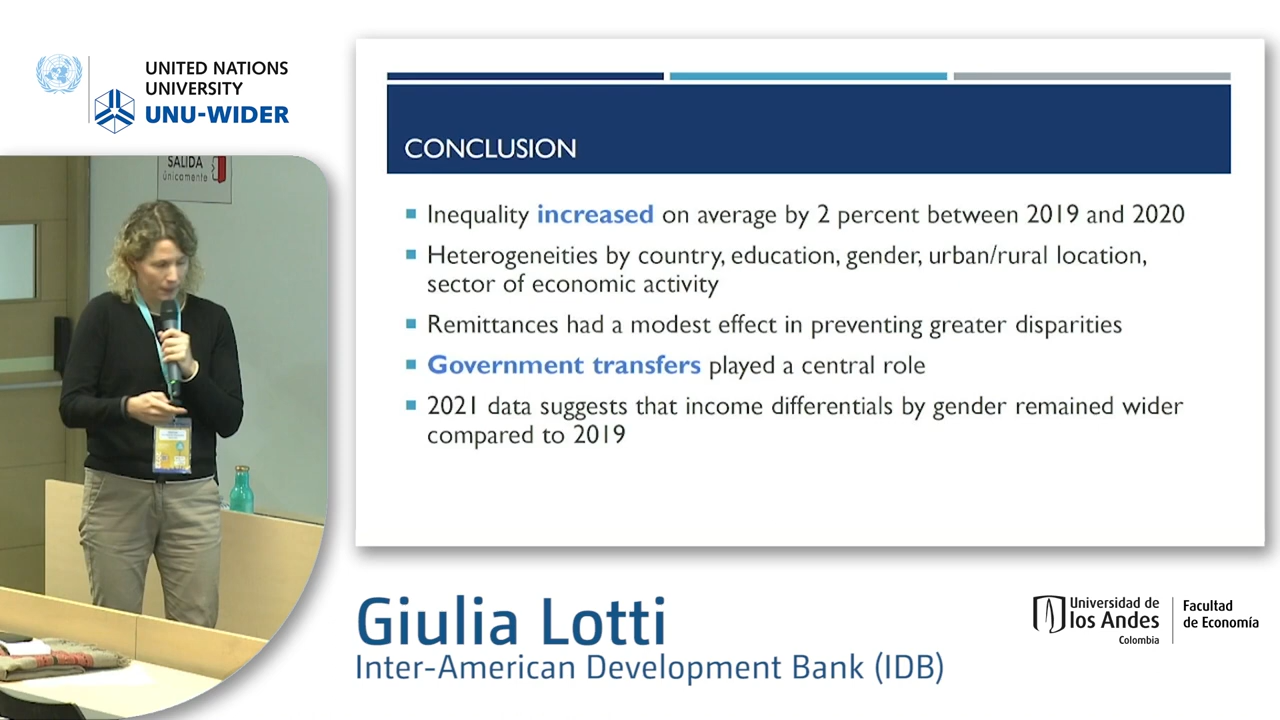 UNITED NATIONS
UNIVERSITY
UNU-WIDER
SALIDA
únicamente
CONCLUSION
Inequality increased on average by 2 percent between 2019 and 2020
Heterogeneities by country, education, gender, urban/rural location,
sector of economic activity
Remittances had a modest effect in preventing greater disparities
Government transfers played a central role
2021 data suggests that income differentials by gender remained wider
compared to 2019
Giulia Lotti
Inter-American Development Bank (IDB)
Universidad de
los Andes
Colombia
Facultad
de Economía